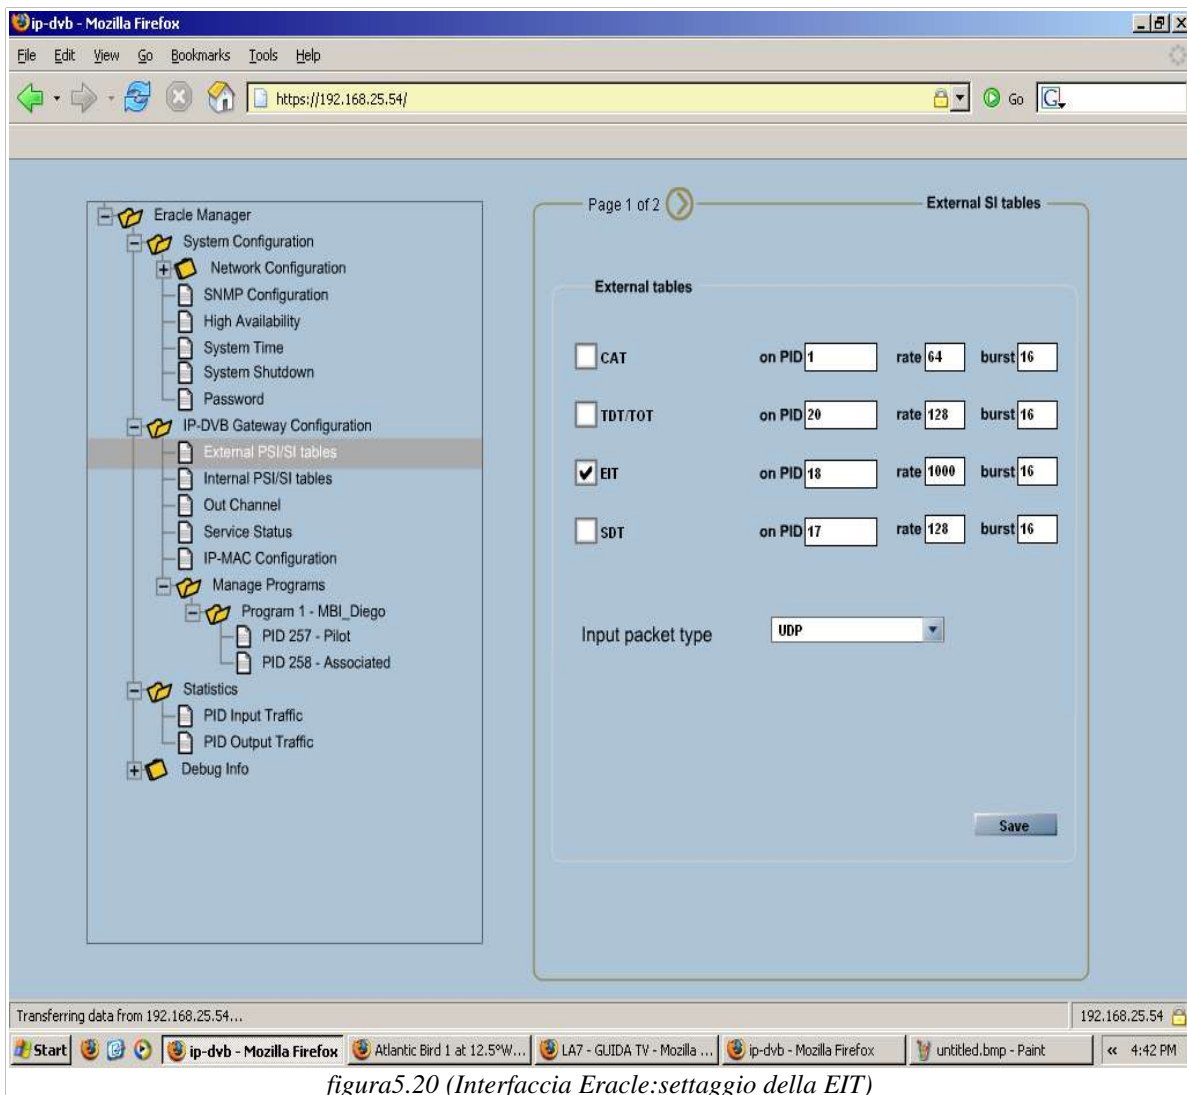 ip-dvb - Mozilla Firefox
File Edit View Go Bookmarks Tools Help
https://192.168.25.54/
Go
Eracle Manager
System Configuration
Network Configuration
SNMP Configuration
High Availability
System Time
System Shutdown
Password
IP-DVB Gateway Configuration
External PSI/SI tables
Internal PSI/SI tables
Out Channel
Service Status
IP-MAC Configuration
Manage Programs
Program 1 - MBI_Diego
PID 257 - Pilot
PID 258 - Associated
Statistics
PID Input Traffic
PID Output Traffic
Debug Info
Page 1 of 2 External SI tables
External tables
CAT on PID 1 rate 64 burst 16
TDT/TOT on PID 20 rate 128 burst 16
EIT on PID 18 rate 1000 burst 16
SDT on PID 17 rate 128 burst 16
Input packet type UDP
Save
Transferring data from 192.168.25.54... 192.168.25.54
Start ip-dvb - Mozilla Firefox Atlantic Bird 1 at 12.5°W... LA7 - GUIDA TV - Mozilla ... ip-dvb - Mozilla Firefox untitled.bmp - Paint « 4:42 PM
figura5.20 (Interfaccia Eracle:settaggio della EIT)